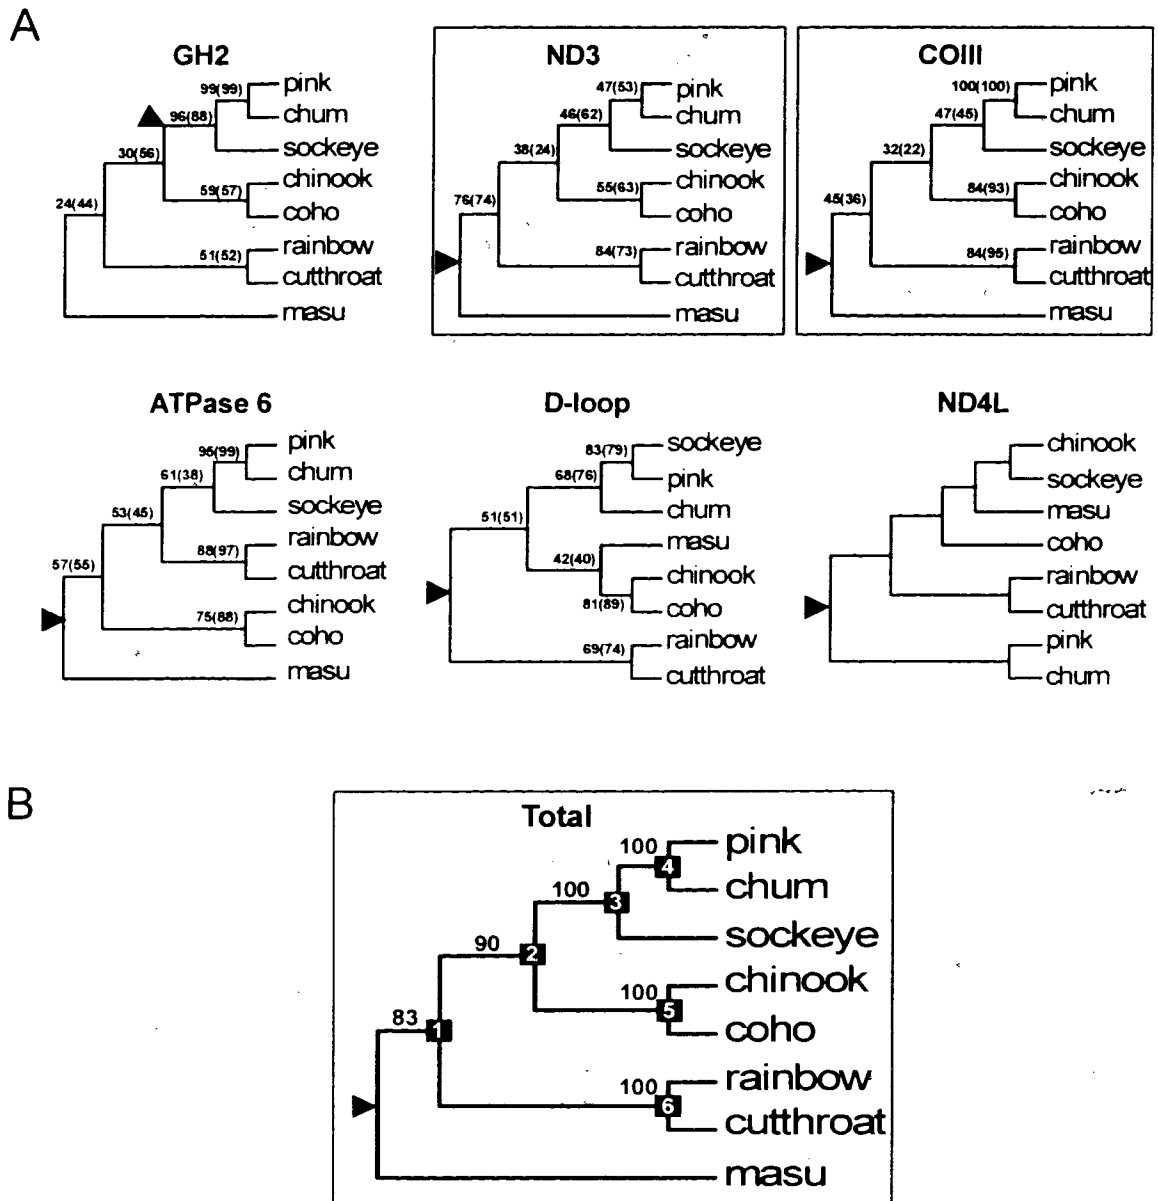 A
GH2
99(99)
pink
96(88)
chum
30(56)
sockeye
59(57)
chinook
24(44)
coho
51(52)
rainbow
cutthroat
masu
ND3
47(53)
pink
46(62)
chum
38(24)
sockeye
55(63)
chinook
76(74)
coho
84(73)
rainbow
cutthroat
masu
COIII
100(100)
pink
47(45)
chum
32(22)
sockeye
84(93)
chinook
45(36)
coho
84(95)
rainbow
cutthroat
masu
ATPase 6
95(99)
pink
61(38)
chum
53(45)
sockeye
88(97)
rainbow
57(55)
cutthroat
75(88)
chinook
coho
masu
D-loop
83(79)
sockeye
68(76)
pink
51(51)
chum
42(40)
masu
chinook
81(89)
coho
69(74)
rainbow
cutthroat
ND4L
chinook
sockeye
masu
coho
rainbow
cutthroat
pink
chum
B
Total
100
4
pink
chum
100
3
sockeye
90
2
chinook
100
5
coho
83
1
rainbow
100
6
cutthroat
masu